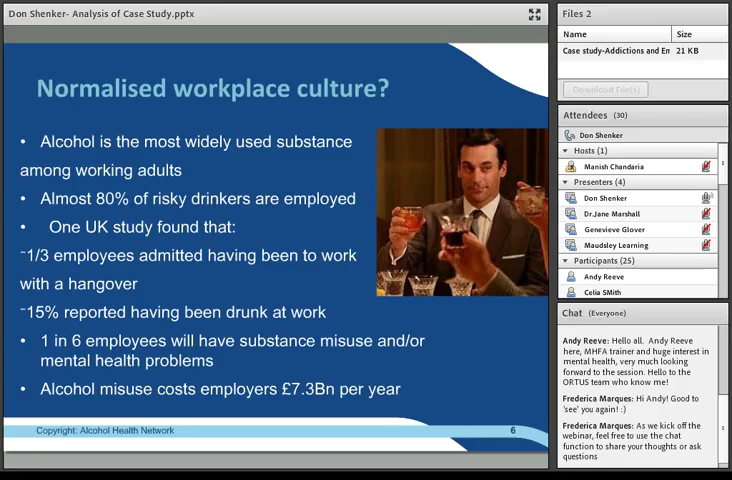 Don Shenker- Analysis of Case Study.pptx
Normalised workplace culture?
• Alcohol is the most widely used substance
among working adults
• Almost 80% of risky drinkers are employed
• One UK study found that:
-1/3 employees admitted having been to work
with a hangover
-15% reported having been drunk at work
• 1 in 6 employees will have substance misuse and/or
mental health problems
• Alcohol misuse costs employers £7.3Bn per year
Copyright: Alcohol Health Network 6
Files 2
Name Size
Case study-Addictions and Em 21 KB
Download File(s)
Attendees (30)
Don Shenker
Hosts (1)
Manish Chandaria
Presenters (4)
Don Shenker
Dr.Jane Marshall
Genevieve Glover
Maudsley Learning
Participants (25)
Andy Reeve
Celia SMith
Chat (Everyone)
Andy Reeve: Hello all. Andy Reeve
here, MHFA trainer and huge interest in
mental health, very much looking
forward to the session. Hello to the
ORTUS team who know me!
Frederica Marques: Hi Andy! Good to
'see' you again! :)
Frederica Marques: As we kick off the
webinar, feel free to use the chat
function to share your thoughts or ask
questions